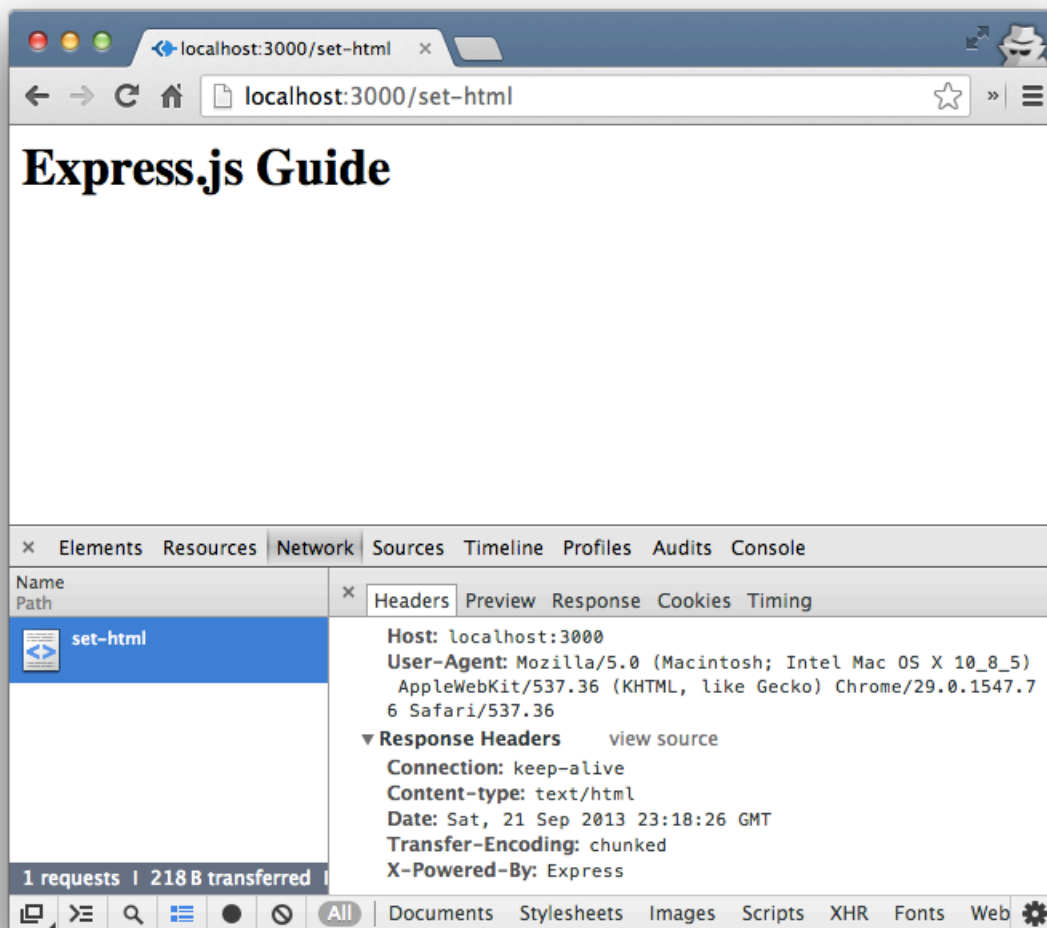 localhost:3000/set-html
localhost:3000/set-html
Express.js Guide
Elements Resources Network Sources Timeline Profiles Audits Console
Name
Path
Headers Preview Response Cookies Timing
set-html
Host: localhost:3000
User-Agent: Mozilla/5.0 (Macintosh; Intel Mac OS X 10_8_5)
AppleWebKit/537.36 (KHTML, like Gecko) Chrome/29.0.1547.7
6 Safari/537.36
Response Headers view source
Connection: keep-alive
Content-type: text/html
Date: Sat, 21 Sep 2013 23:18:26 GMT
Transfer-Encoding: chunked
X-Powered-By: Express
1 requests | 218 B transferred |
All Documents Stylesheets Images Scripts XHR Fonts Web